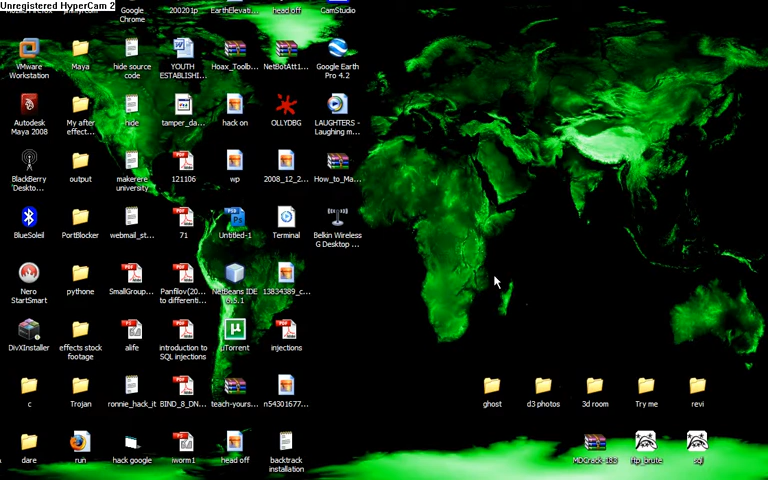 Unregistered HyperCam 2
Google Chrome
200201p
EarthElevati...
head off
CamStudio
VMware Workstation
Maya
hide source code
YOUTH ESTABLISHI...
Hoax_Toolb...
NetBotAtt1...
Google Earth Pro 4.2
Autodesk Maya 2008
My after effect...
hide
tamper_da...
hack on
OLLYDBG
LAUGHTERS - Laughing m...
BlackBerry 'Deskto...
output
makerere university
121106
wp
2008_12_2...
How_to_Ma...
BlueSoleil
PortBlocker
webmail_st...
71
Untitled-1
Terminal
Belkin Wireless G Desktop ...
Nero StartSmart
pythone
SmallGroup...
Panfilov(20... to differenti...
NetBeans IDE 6.5.1
13834389_c...
DivXInstaller
effects stock footage
alife
introduction to SQL injections
uTorrent
injections
c
Trojan
ronnie_hack_it
BIND_8_DN...
teach-yours...
n54301677...
ghost
d3 photos
3d room
Try me
revi
dare
run
hack google
iworm1
head off
backtrack installation
MDCrack-183
ftp_brute
sql